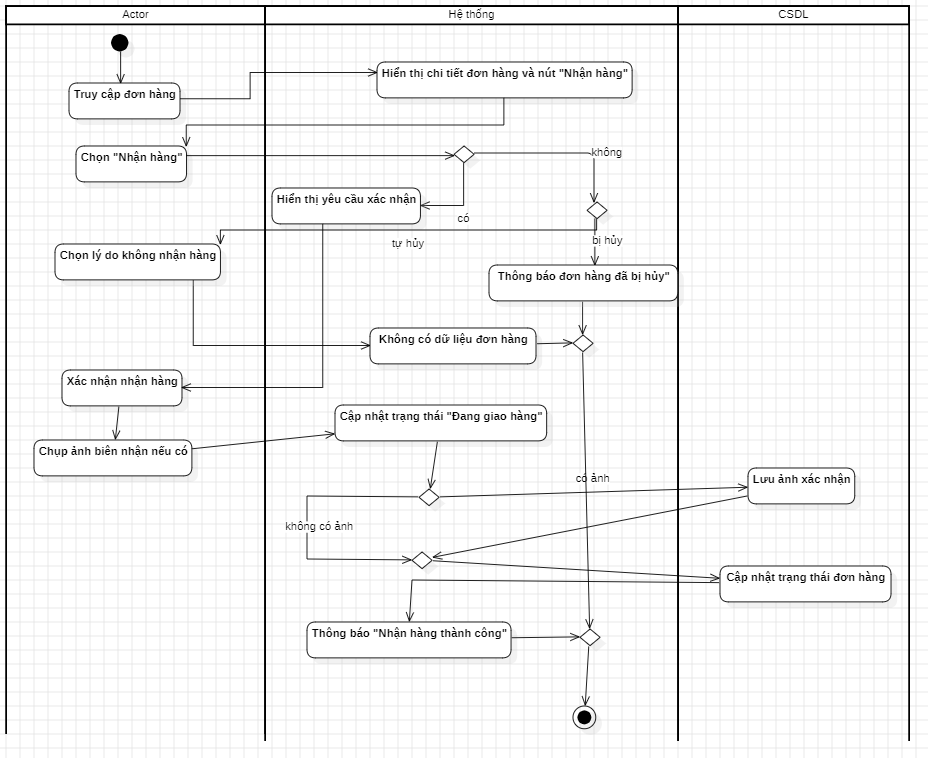 Actor
Hệ thống
CSDL
Hiển thị chi tiết đơn hàng và nút "Nhận hàng"
Truy cập đơn hàng
Chọn "Nhận hàng"
không
Hiển thị yêu cầu xác nhận
có
bị hủy
tự hủy
Chọn lý do không nhận hàng
Thông báo đơn hàng đã bị hủy"
Không có dữ liệu đơn hàng
Xác nhận nhận hàng
Cập nhật trạng thái "Đang giao hàng"
Chụp ảnh biên nhận nếu có
có ảnh
Lưu ảnh xác nhận
không có ảnh
Cập nhật trạng thái đơn hàng
Thông báo "Nhận hàng thành công"